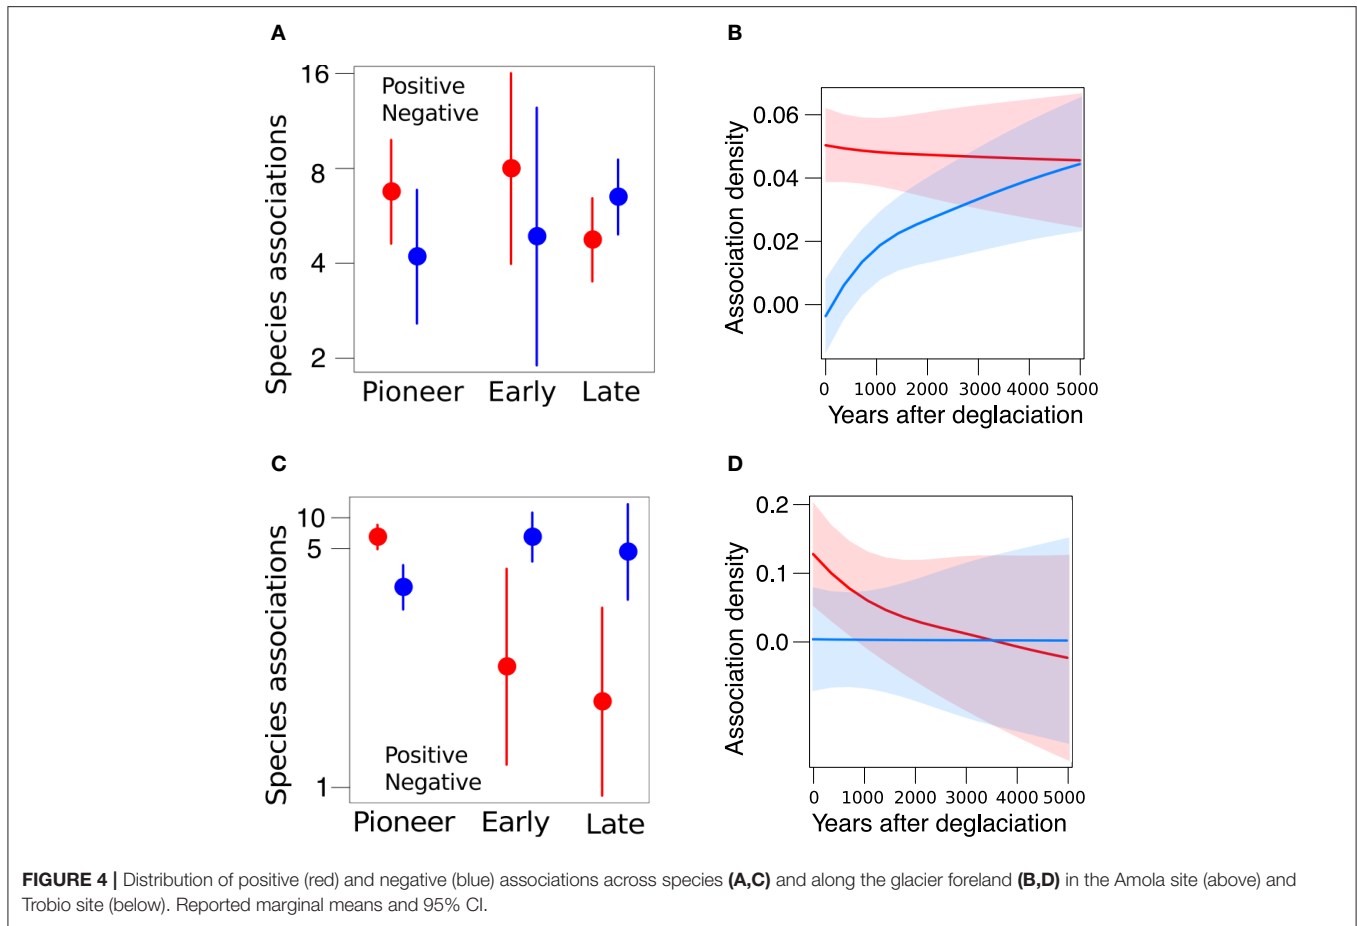 A
Species associations
16
8
4
2
Positive
Negative
Pioneer Early Late
B
Association density
0.06
0.04
0.02
0.00
0 1000 2000 3000 4000 5000
Years after deglaciation
C
Species associations
10
5
1
Positive
Negative
Pioneer Early Late
D
Association density
0.2
0.1
0.0
0 1000 2000 3000 4000 5000
Years after deglaciation
FIGURE 4 | Distribution of positive (red) and negative (blue) associations across species (A,C) and along the glacier foreland (B,D) in the Amola site (above) and
Trobio site (below). Reported marginal means and 95% CI.